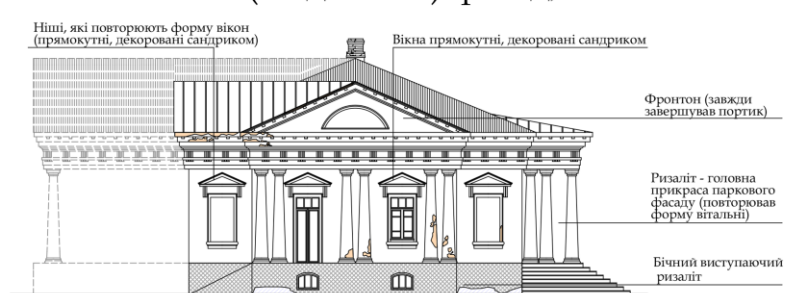 Ніші, які повторюють форму вікон
(прямокутні, декоровані сандриком)
Вікна прямокутні, декоровані сандриком
Фронтон (завжди
завершував портик)
Ризаліт - головна
прикраса паркового
фасаду (повторював
форму вітальні)
Бічний виступаючий
ризаліт